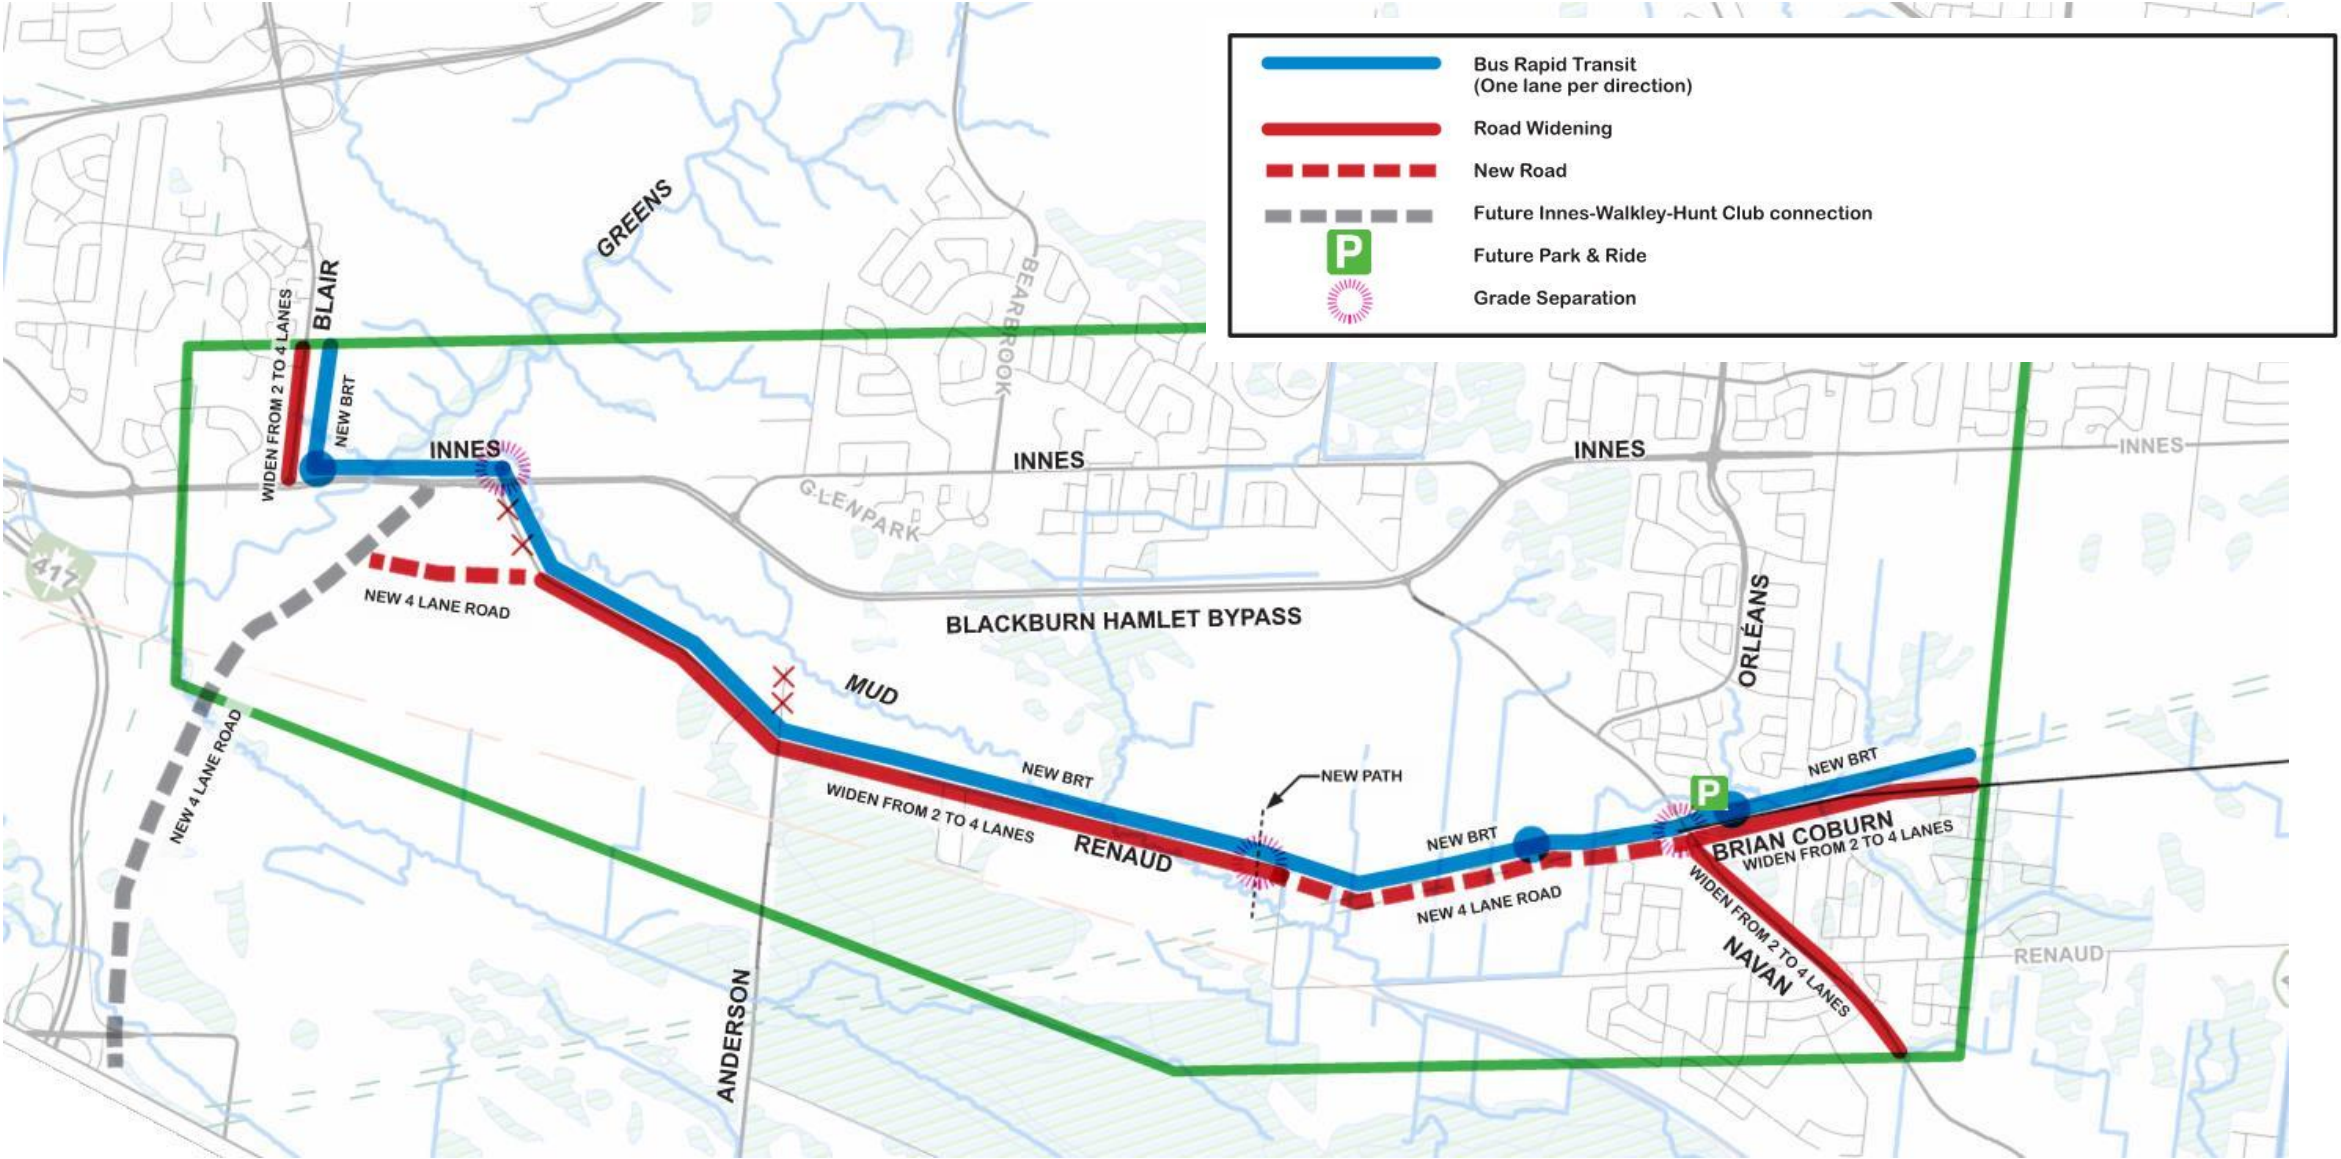 Bus Rapid Transit
(One lane per direction)
Road Widening
New Road
Future Innes-Walkley-Hunt Club connection
P
Future Park & Ride
Grade Separation
GREENS
BLAIR
WIDEN FROM 2 TO 4 LANES
NEW BRT
BEARBROOK
INNES
INNES
INNES
INNES
GLENPARK
417
NEW 4 LANE ROAD
BLACKBURN HAMLET BYPASS
ORLÉANS
MUD
NEW 4 LANE ROAD
NEW BRT
NEW PATH
WIDEN FROM 2 TO 4 LANES
RENAUD
NEW BRT
P
NEW BRT
BRIAN COBURN
WIDEN FROM 2 TO 4 LANES
NEW 4 LANE ROAD
WIDEN FROM 2 TO 4 LANES
NAVAN
RENAUD
ANDERSON